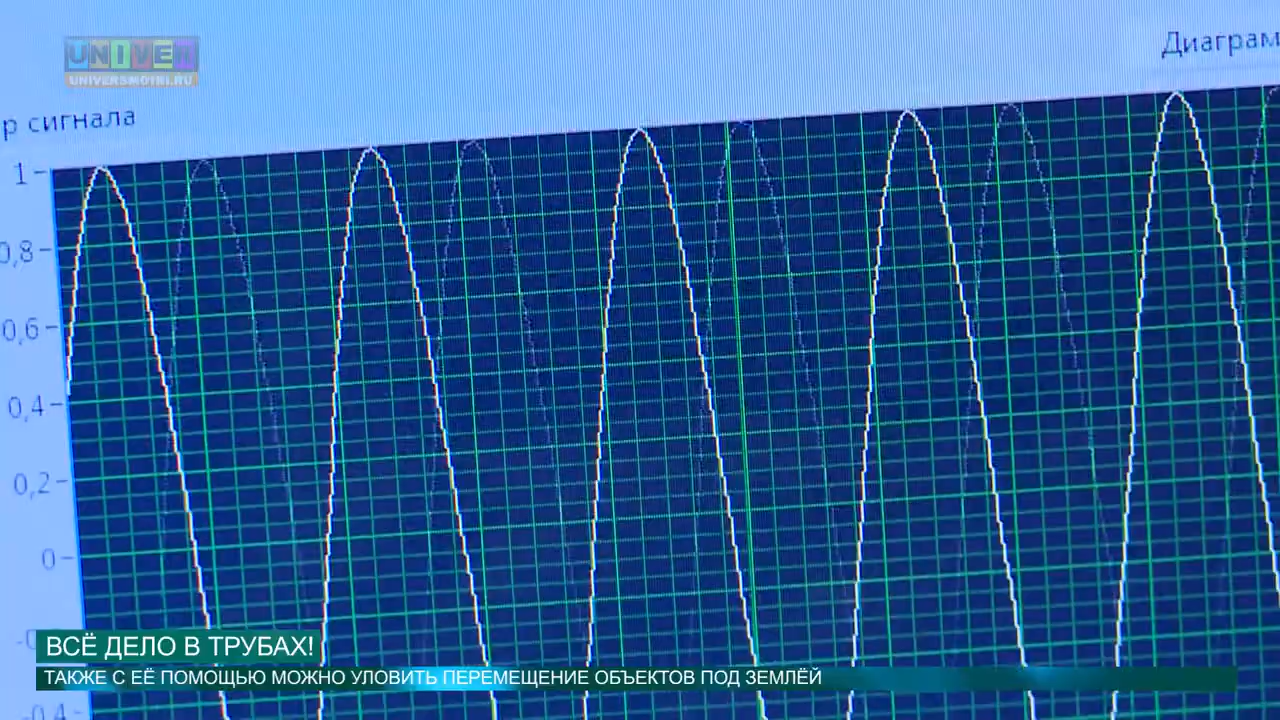 UNIVER
UNIVERSMOTRI.RU
Диаграм
р сигнала
1
0,8
0,6
0,4
0,2
0
-0,4
ВСЁ ДЕЛО В ТРУБАХ!
ТАКЖЕ С ЕЁ ПОМОЩЬЮ МОЖНО УЛОВИТЬ ПЕРЕМЕЩЕНИЕ ОБЪЕКТОВ ПОД ЗЕМЛЁЙ